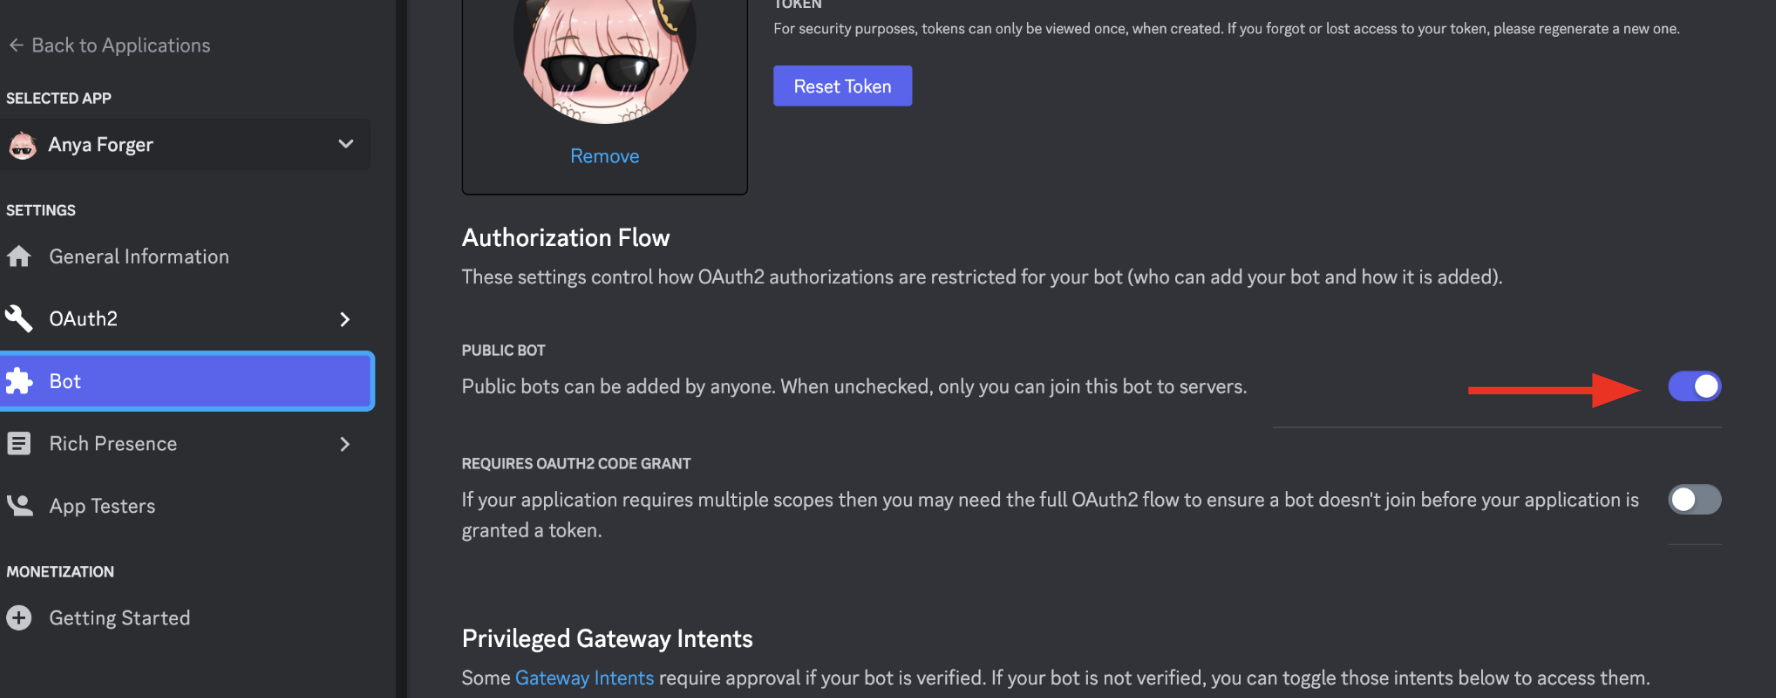 ← Back to Applications
SELECTED APP
Anya Forger
SETTINGS
General Information
OAuth2
Bot
Rich Presence
App Testers
MONETIZATION
Getting Started
TOKEN
For security purposes, tokens can only be viewed once, when created. If you forgot or lost access to your token, please regenerate a new one.
Reset Token
Remove
Authorization Flow
These settings control how OAuth2 authorizations are restricted for your bot (who can add your bot and how it is added).
PUBLIC BOT
Public bots can be added by anyone. When unchecked, only you can join this bot to servers.
REQUIRES OAUTH2 CODE GRANT
If your application requires multiple scopes then you may need the full OAuth2 flow to ensure a bot doesn't join before your application is
granted a token.
Privileged Gateway Intents
Some Gateway Intents require approval if your bot is verified. If your bot is not verified, you can toggle those intents below to access them.